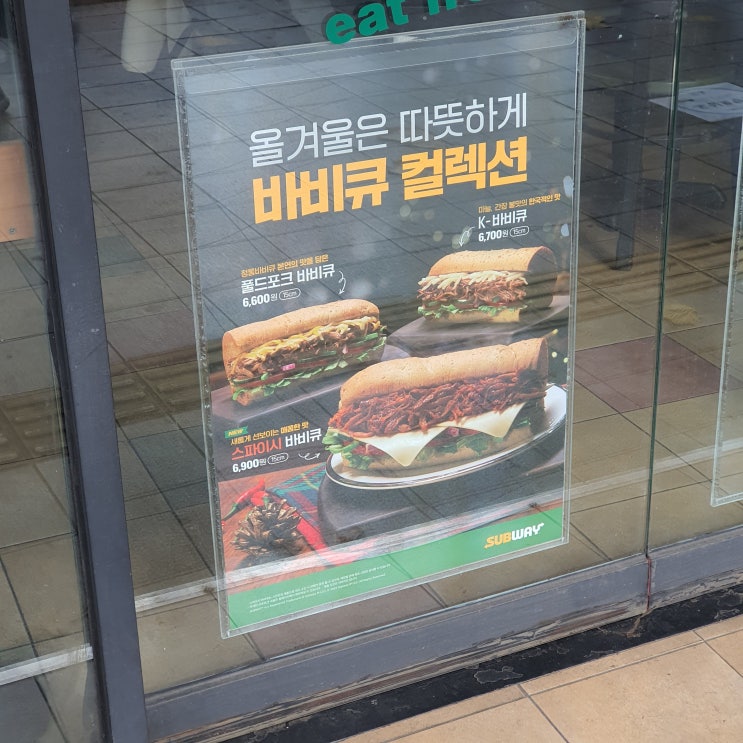 eat
올겨울은 따뜻하게
바비큐 컬렉션
마늘, 간장 불맛의 한국적인 맛
K-바비큐
6,700원 15cm
정통바비큐 본연의 맛을 담은
풀드포크 바비큐
6,600원 15cm
NEW
새롭게 선보이는 매콤한 맛
스파이시 바비큐
6,900원 15cm
SUBWAY